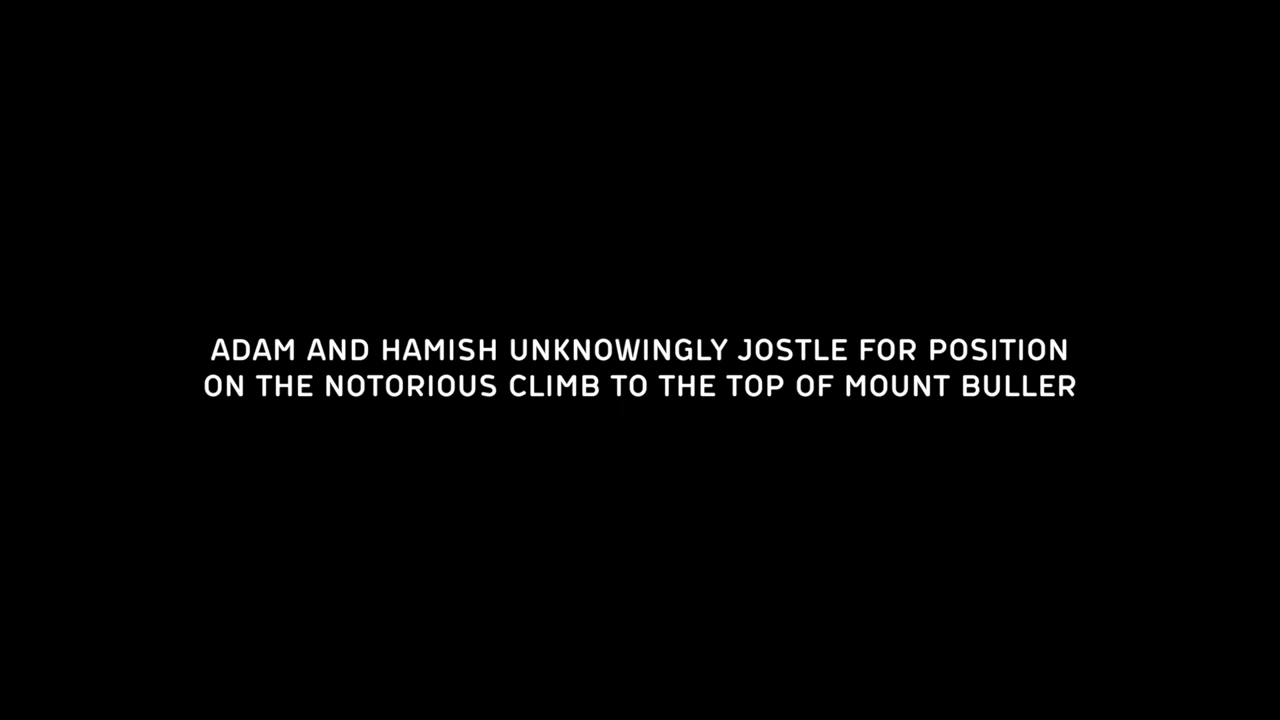 ADAM AND HAMISH UNKNOWINGLY JOSTLE FOR POSITION
ON THE NOTORIOUS CLIMB TO THE TOP OF MOUNT BULLER